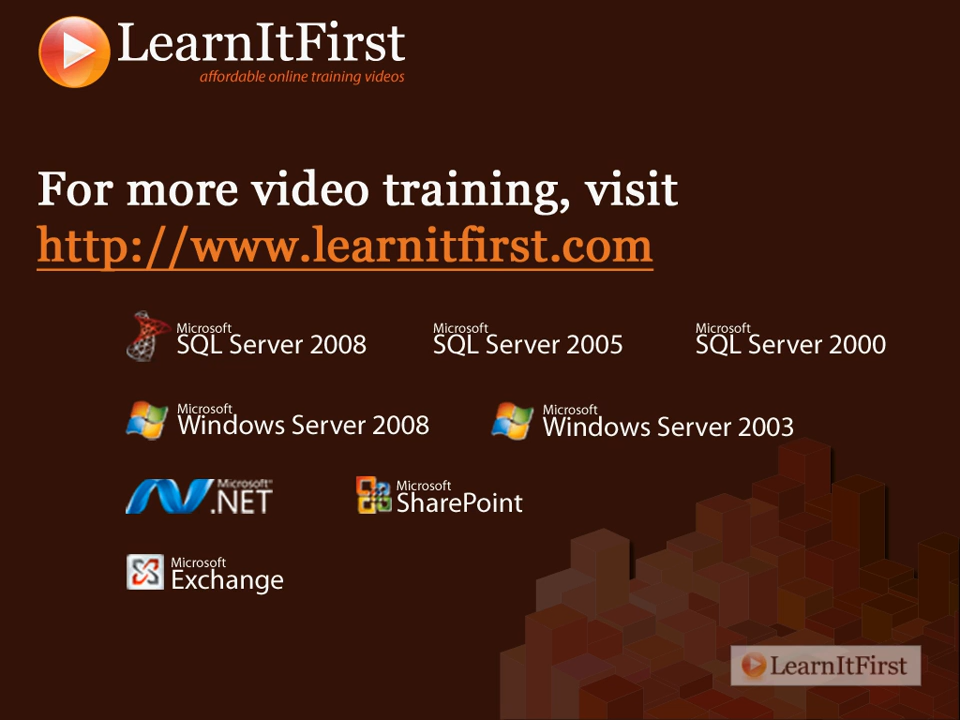 LearnItFirst
affordable online training videos
For more video training, visit
http://www.learnitfirst.com
Microsoft
SQL Server 2008
Microsoft
SQL Server 2005
Microsoft
SQL Server 2000
Microsoft
Windows Server 2008
Microsoft
Windows Server 2003
Microsoft™
.NET
Microsoft
SharePoint
Microsoft
Exchange
LearnItFirst